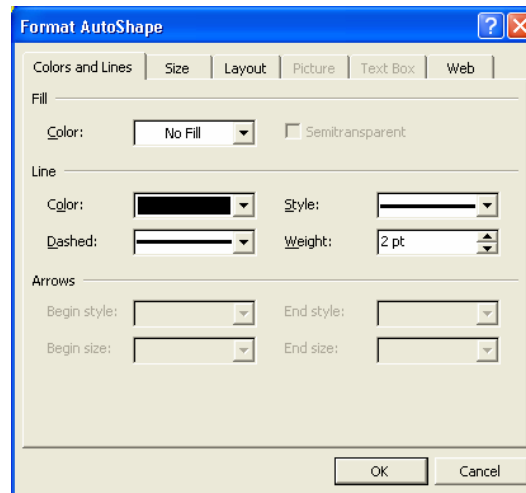 Format AutoShape
Colors and Lines Size Layout Picture Text Box Web
Fill
Color: No Fill Semitransparent
Line
Color: Style:
Dashed: Weight: 2 pt
Arrows
Begin style: End style:
Begin size: End size:
OK Cancel